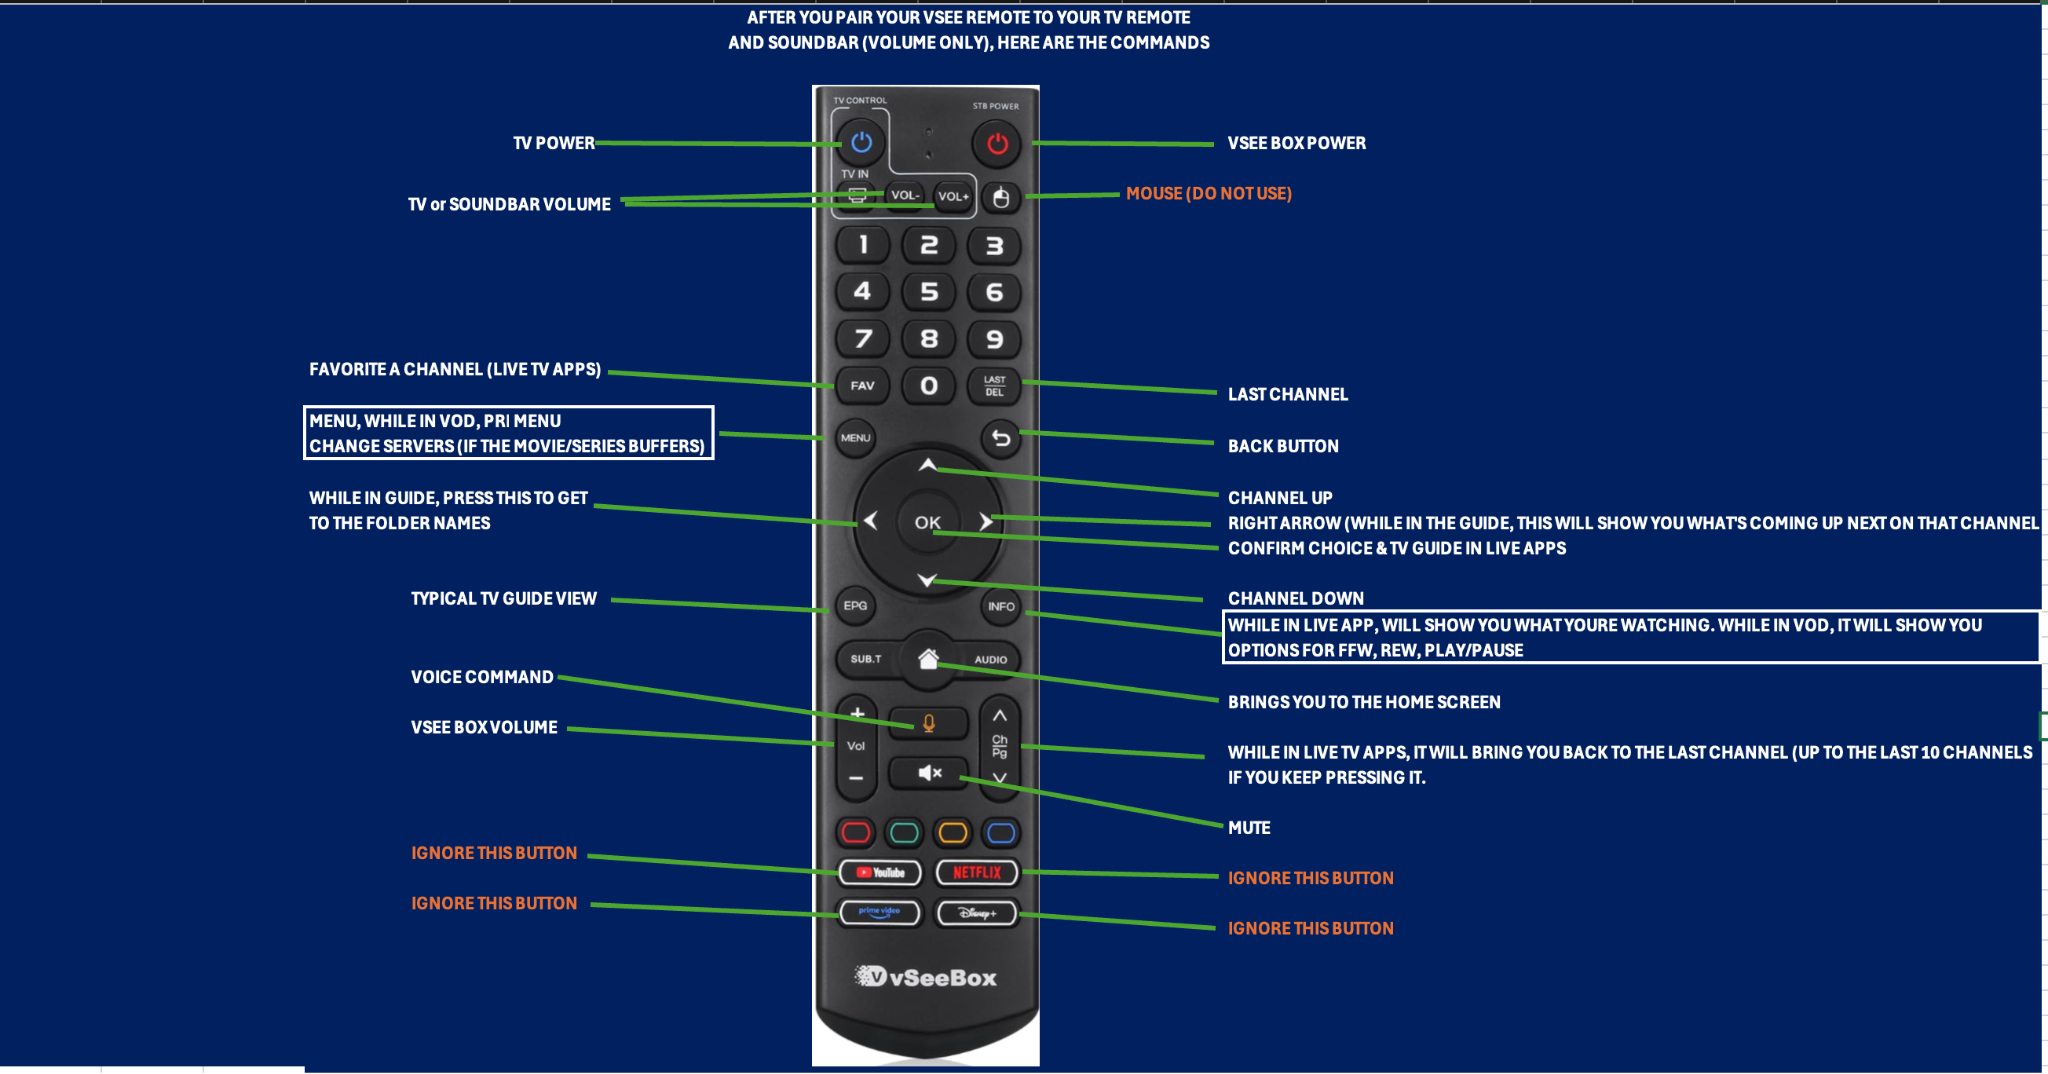 AFTER YOU PAIR YOUR VSEE REMOTE TO YOUR TV REMOTE
AND SOUNDBAR (VOLUME ONLY), HERE ARE THE COMMANDS
TV CONTROL
STB POWER
TV POWER
VSEE BOX POWER
TV IN
VOL-
VOL+
MOUSE (DO NOT USE)
TV or SOUNDBAR VOLUME
1 2 3
4 5 6
7 8 9
FAVORITE A CHANNEL (LIVE TV APPS)
FAV
0
LAST
DEL
LAST CHANNEL
MENU, WHILE IN VOD, PRI MENU
CHANGE SERVERS (IF THE MOVIE/SERIES BUFFERS)
MENU
BACK BUTTON
WHILE IN GUIDE, PRESS THIS TO GET
TO THE FOLDER NAMES
OK
CHANNEL UP
RIGHT ARROW (WHILE IN THE GUIDE, THIS WILL SHOW YOU WHAT'S COMING UP NEXT ON THAT CHANNEL
CONFIRM CHOICE & TV GUIDE IN LIVE APPS
TYPICAL TV GUIDE VIEW
EPG
INFO
CHANNEL DOWN
WHILE IN LIVE APP, WILL SHOW YOU WHAT YOURE WATCHING. WHILE IN VOD, IT WILL SHOW YOU
OPTIONS FOR FFW, REW, PLAY/PAUSE
SUB.T
AUDIO
VOICE COMMAND
BRINGS YOU TO THE HOME SCREEN
VSEE BOX VOLUME
+
Vol
−
Ch
Pg
WHILE IN LIVE TV APPS, IT WILL BRING YOU BACK TO THE LAST CHANNEL (UP TO THE LAST 10 CHANNELS
IF YOU KEEP PRESSING IT.
MUTE
IGNORE THIS BUTTON
YouTube
NETFLIX
IGNORE THIS BUTTON
IGNORE THIS BUTTON
prime video
Disney+
IGNORE THIS BUTTON
V vSeeBox